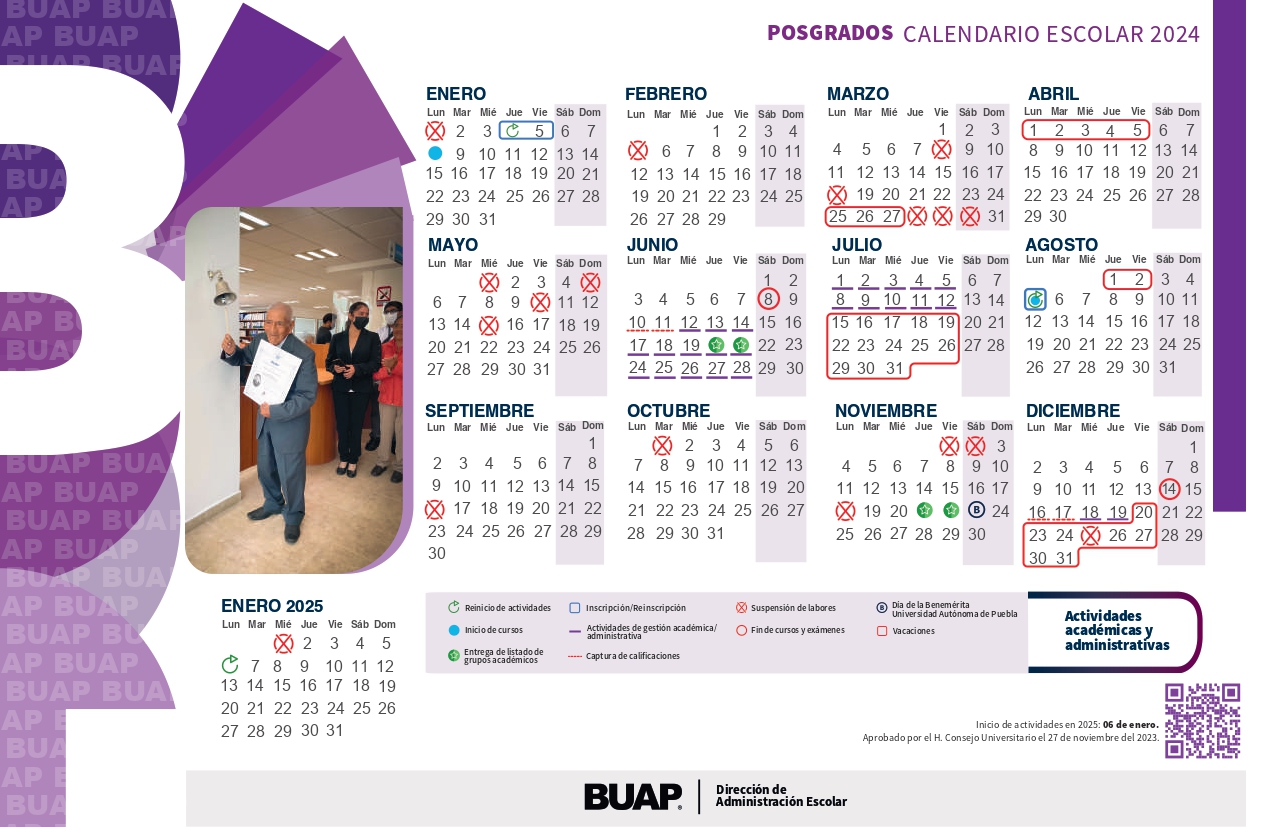 BUAP BUAP
AP BUAP
BUAP BUAP
POSGRADOS CALENDARIO ESCOLAR 2024
ENERO
Lun Mar Mié Jue Vie Sáb Dom
2 3 5 6 7
9 10 11 12 13 14
15 16 17 18 19 20 21
22 23 24 25 26 27 28
29 30 31
FEBRERO
Lun Mar Mié Jue Vie Sáb Dom
1 2 3 4
6 7 8 9 10 11
12 13 14 15 16 17 18
19 20 21 22 23 24 25
26 27 28 29
MARZO
Lun Mar Mié Jue Vie Sáb Dom
1 2 3
4 5 6 7 9 10
11 12 13 14 15 16 17
19 20 21 22 23 24
25 26 27 31
ABRIL
Lun Mar Mié Jue Vie Sáb Dom
1 2 3 4 5 6 7
8 9 10 11 12 13 14
15 16 17 18 19 20 21
22 23 24 25 26 27 28
29 30
MAYO
Lun Mar Mié Jue Vie Sáb Dom
2 3 4
6 7 8 9 11 12
13 14 16 17 18 19
20 21 22 23 24 25 26
27 28 29 30 31
JUNIO
Lun Mar Mié Jue Vie Sáb Dom
1 2
3 4 5 6 7 8 9
10 11 12 13 14 15 16
17 18 19 22 23
24 25 26 27 28 29 30
JULIO
Lun Mar Mié Jue Vie Sáb Dom
1 2 3 4 5 6 7
8 9 10 11 12 13 14
15 16 17 18 19 20 21
22 23 24 25 26 27 28
29 30 31
AGOSTO
Lun Mar Mié Jue Vie Sáb Dom
1 2 3 4
6 7 8 9 10 11
12 13 14 15 16 17 18
19 20 21 22 23 24 25
26 27 28 29 30 31
SEPTIEMBRE
Lun Mar Mié Jue Vie Sáb Dom
1
2 3 4 5 6 7 8
9 10 11 12 13 14 15
17 18 19 20 21 22
23 24 25 26 27 28 29
30
OCTUBRE
Lun Mar Mié Jue Vie Sáb Dom
2 3 4 5 6
7 8 9 10 11 12 13
14 15 16 17 18 19 20
21 22 23 24 25 26 27
28 29 30 31
NOVIEMBRE
Lun Mar Mié Jue Vie Sáb Dom
3
4 5 6 7 8 9 10
11 12 13 14 15 16 17
19 20 B 24
25 26 27 28 29 30
DICIEMBRE
Lun Mar Mié Jue Vie Sáb Dom
1
2 3 4 5 6 7 8
9 10 11 12 13 14 15
16 17 18 19 20 21 22
23 24 26 27 28 29
30 31
ENERO 2025
Lun Mar Mié Jue Vie Sáb Dom
2 3 4 5
7 8 9 10 11 12
13 14 15 16 17 18 19
20 21 22 23 24 25 26
27 28 29 30 31
Reinicio de actividades
Inicio de cursos
Entrega de listado de
grupos académicos
Inscripción/Reinscripción
Actividades de gestión académica/
administrativa
Captura de calificaciones
Suspensión de labores
Fin de cursos y exámenes
B Día de la Benemérita
Universidad Autónoma de Puebla
Vacaciones
Actividades
académicas y
administrativas
Inicio de actividades en 2025: 06 de enero.
Aprobado por el H. Consejo Universitario el 27 de noviembre del 2023.
BUAP®
Dirección de
Administración Escolar